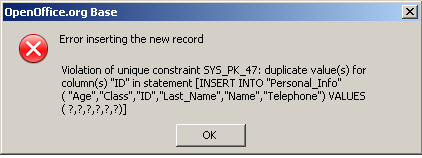 OpenOffice.org Base
Error inserting the new record
Violation of unique constraint SYS_PK_47: duplicate value(s) for
column(s) "ID" in statement [INSERT INTO "Personal_Info"
( "Age","Class","ID","Last_Name","Name","Telephone") VALUES
( ?,?,?,?,?,?)]
OK